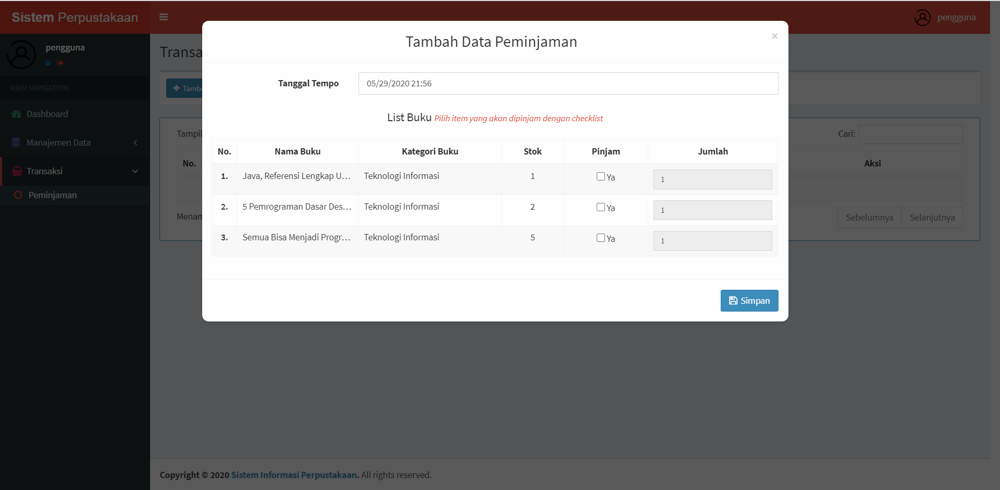 Sistem Perpustakaan
pengguna
pengguna
MAIN NAVIGATION
Dashboard
Manajemen Data
Transaksi
Peminjaman
Transa
Tamb
Tampil
Cari:
No.
Aksi
Menam
Sebelumnya Selanjutnya
Tambah Data Peminjaman
×
Tanggal Tempo 05/29/2020 21:56
List Buku Pilih item yang akan dipinjam dengan checklist
No. Nama Buku Kategori Buku Stok Pinjam Jumlah
1. Java, Referensi Lengkap U... Teknologi Informasi 1 Ya 1
2. 5 Pemrograman Dasar Des... Teknologi Informasi 2 Ya 1
3. Semua Bisa Menjadi Progr... Teknologi Informasi 5 Ya 1
Simpan
Copyright © 2020 Sistem Informasi Perpustakaan. All rights reserved.